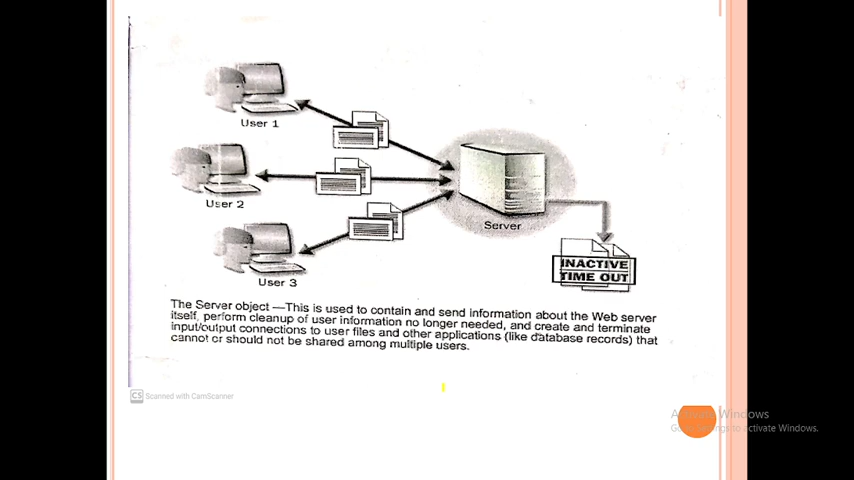 User 1
User 2
User 3
Server
INACTIVE
TIME OUT
The Server object —This is used to contain and send information about the Web server
itself, perform cleanup of user information no longer needed, and create and terminate
input/output connections to user files and other applications (like database records) that
cannot or should not be shared among multiple users.
CS Scanned with CamScanner
Activate Windows
Go to Settings to activate Windows.